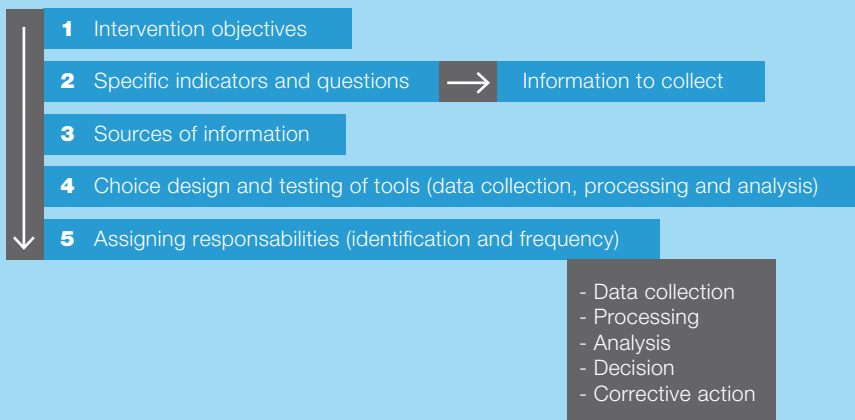 1 Intervention objectives
2 Specific indicators and questions Information to collect
3 Sources of information
4 Choice design and testing of tools (data collection, processing and analysis)
5 Assigning responsabilities (identification and frequency)
- Data collection
- Processing
- Analysis
- Decision
- Corrective action